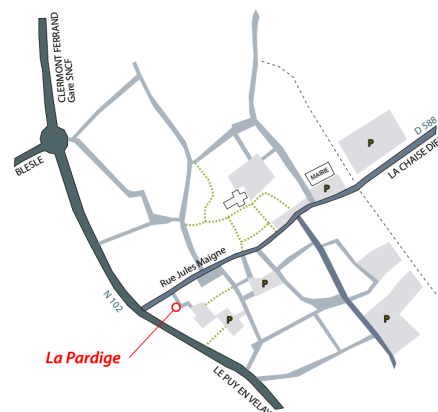 CLERMONT FERRAND
Gare SNCF
BLESLE
D 588
LA CHAISE DIE
MAIRIE
P
P
P
P
P
P
Rue Jules Maigne
N 102
La Pardige
LE PUY EN VELAY